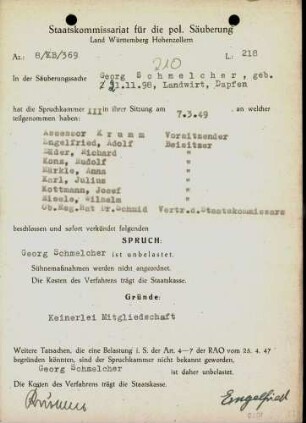 Staatskommissariat für die pol. Säuberung
Land Württemberg Hohenzollern
Az.: 8/KB/369
L: 218
210
In der Säuberungssache Georg Schmelcher, geb.
21.11.98, Landwirt, Dapfen
hat die Spruchkammer III in ihrer Sitzung am 7.3.49, an welcher
teilgenommen haben:
Assessor Krumm Vorsitzender
Engelfried, Adolf Beisitzer
Eder, Richard "
Kons, Rudolf "
Märkle, Anna "
Karl, Julius "
Kottmann, Josef "
Eisele, Wilhelm "
Ob.Reg.Rat Dr.Schmid Vertr.d.Staatskommissars
beschlossen und sofort verkündet folgenden
SPRUCH:
Georg Schmelcher ist unbelastet.
Sühnemaßnahmen werden nicht angeordnet.
Die Kosten des Verfahrens trägt die Staatskasse.
Gründe:
Keinerlei Mitgliedschaft
Weitere Tatsachen, die eine Belastung i. S. der Art. 4—7 der RAO vom 25. 4. 47
begründen könnten, sind der Spruchkammer nicht bekannt geworden,
Georg Schmelcher ist daher unbelastet.
Die Kosten des Verfahrens trägt die Staatskasse.
Engelfried